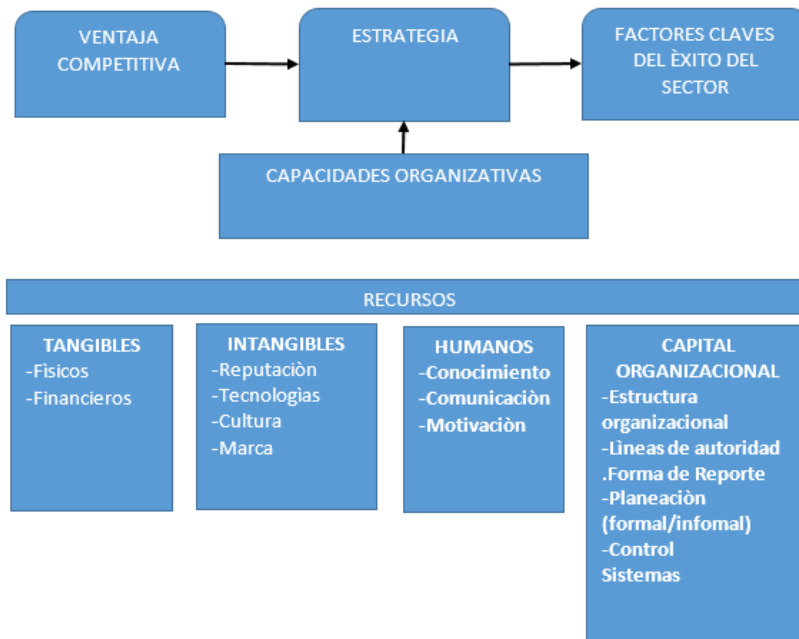 VENTAJA
COMPETITIVA
ESTRATEGIA
FACTORES CLAVES
DEL ÈXITO DEL
SECTOR
CAPACIDADES ORGANIZATIVAS
RECURSOS
TANGIBLES
-Fìsicos
-Financieros
INTANGIBLES
-Reputaciòn
-Tecnologìas
-Cultura
-Marca
HUMANOS
-Conocimiento
-Comunicaciòn
-Motivaciòn
CAPITAL
ORGANIZACIONAL
-Estructura
organizacional
-Lìneas de autoridad
.Forma de Reporte
-Planeaciòn
(formal/infomal)
-Control
Sistemas